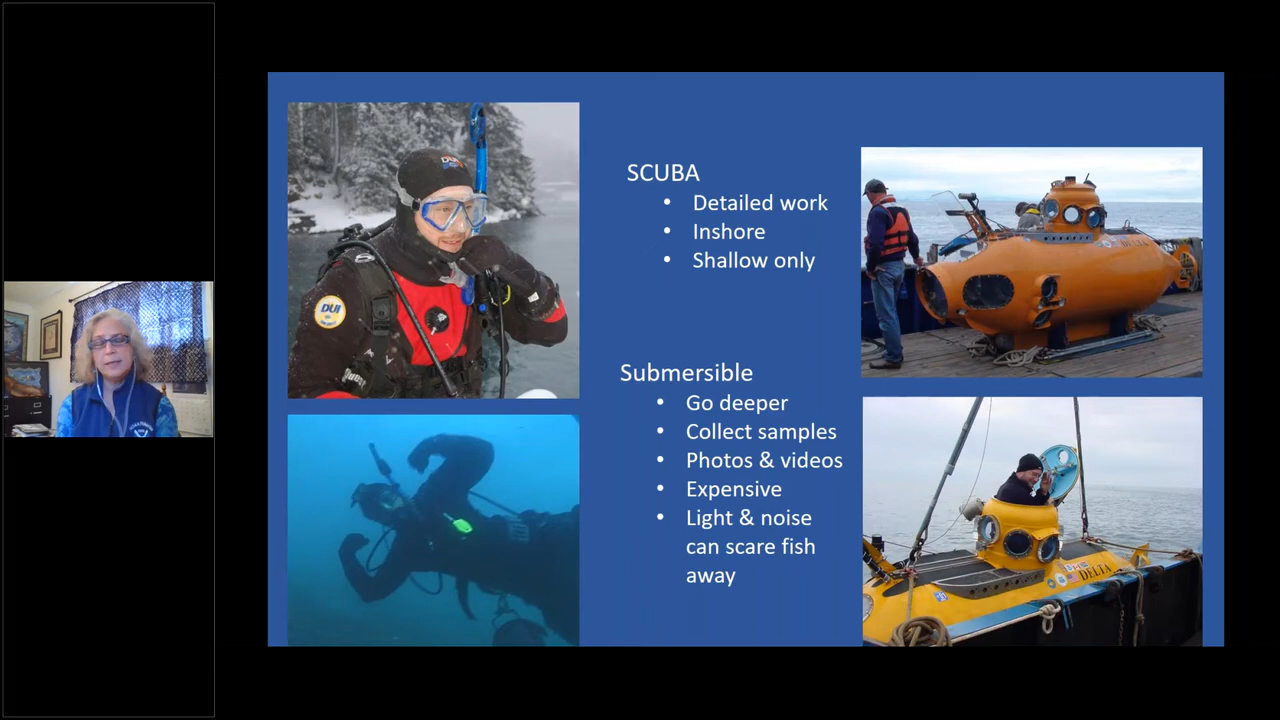 SCUBA
• Detailed work
• Inshore
• Shallow only
Submersible
• Go deeper
• Collect samples
• Photos & videos
• Expensive
• Light & noise
can scare fish
away
DUI
DUI
DELTA
DELTA